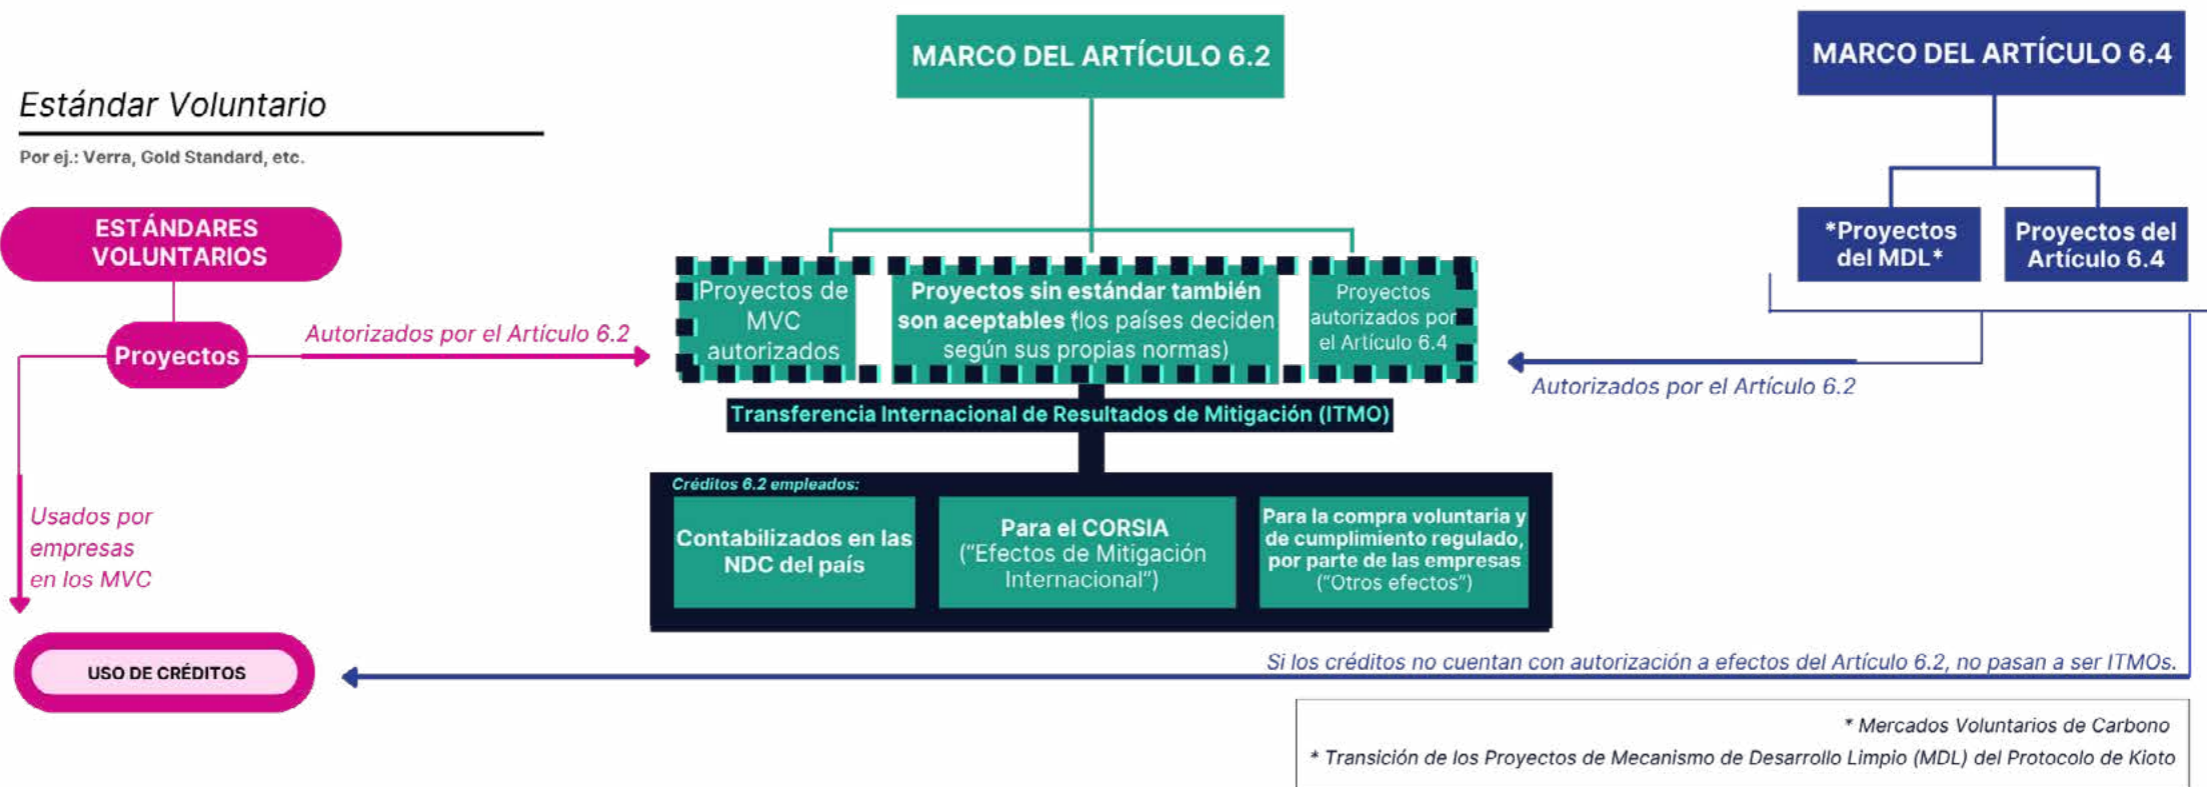 MARCO DEL ARTÍCULO 6.2
MARCO DEL ARTÍCULO 6.4
Estándar Voluntario
Por ej.: Verra, Gold Standard, etc.
ESTÁNDARES
VOLUNTARIOS
Proyectos
Autorizados por el Artículo 6.2
Usados por
empresas
en los MVC
USO DE CRÉDITOS
Proyectos de
MVC
autorizados
Proyectos sin estándar también
son aceptables *(los países deciden
según sus propias normas)
Proyectos
autorizados por
el Artículo 6.4
*Proyectos
del MDL*
Proyectos del
Artículo 6.4
Autorizados por el Artículo 6.2
Transferencia Internacional de Resultados de Mitigación (ITMO)
Créditos 6.2 empleados:
Contabilizados en las
NDC del país
Para el CORSIA
("Efectos de Mitigación
Internacional")
Para la compra voluntaria y
de cumplimiento regulado,
por parte de las empresas
("Otros efectos")
Si los créditos no cuentan con autorización a efectos del Artículo 6.2, no pasan a ser ITMOs.
* Mercados Voluntarios de Carbono
* Transición de los Proyectos de Mecanismo de Desarrollo Limpio (MDL) del Protocolo de Kioto